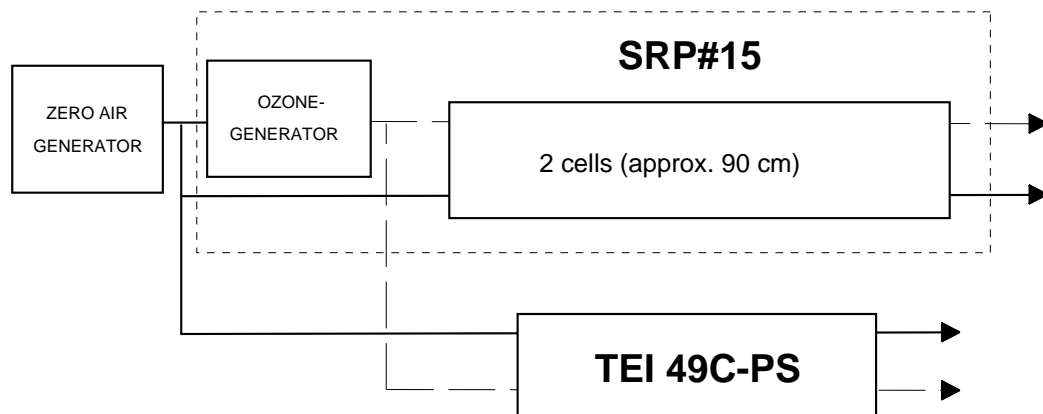 SRP#15
ZERO AIR
GENERATOR
OZONE-
GENERATOR
2 cells (approx. 90 cm)
TEI 49C-PS